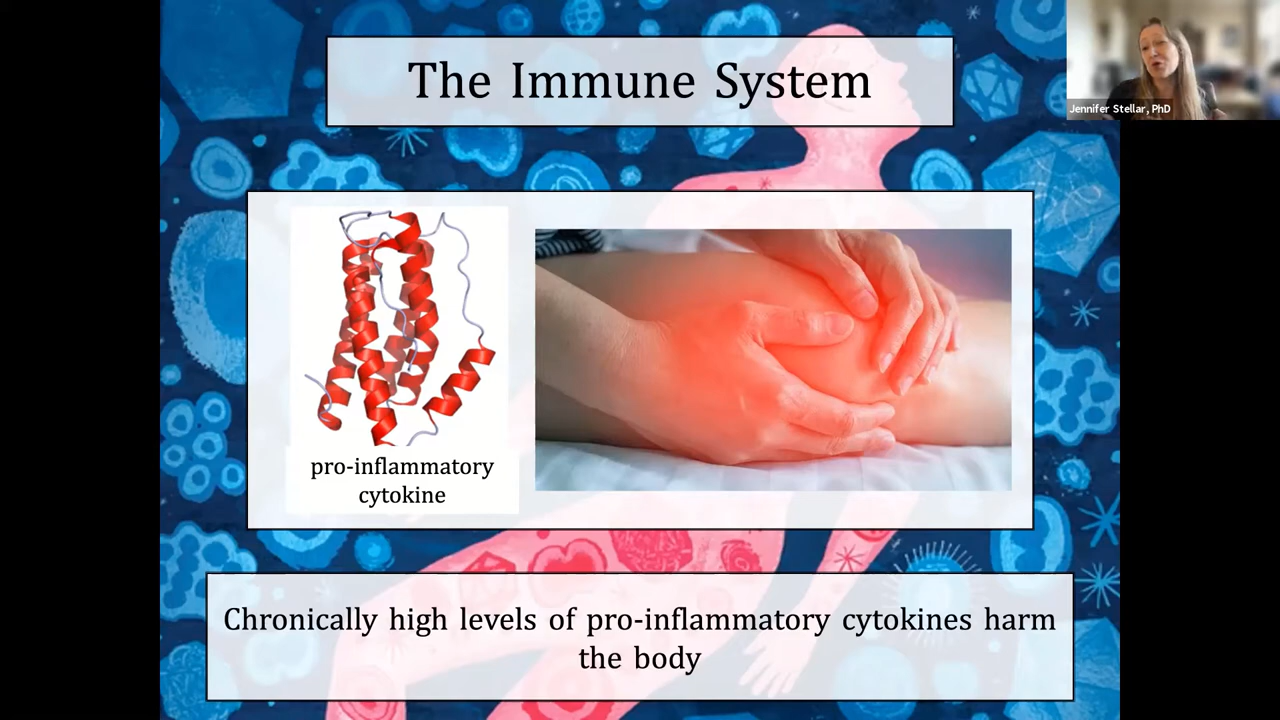 The Immune System
Jennifer Stellar, PhD
pro-inflammatory
cytokine
Chronically high levels of pro-inflammatory cytokines harm
the body